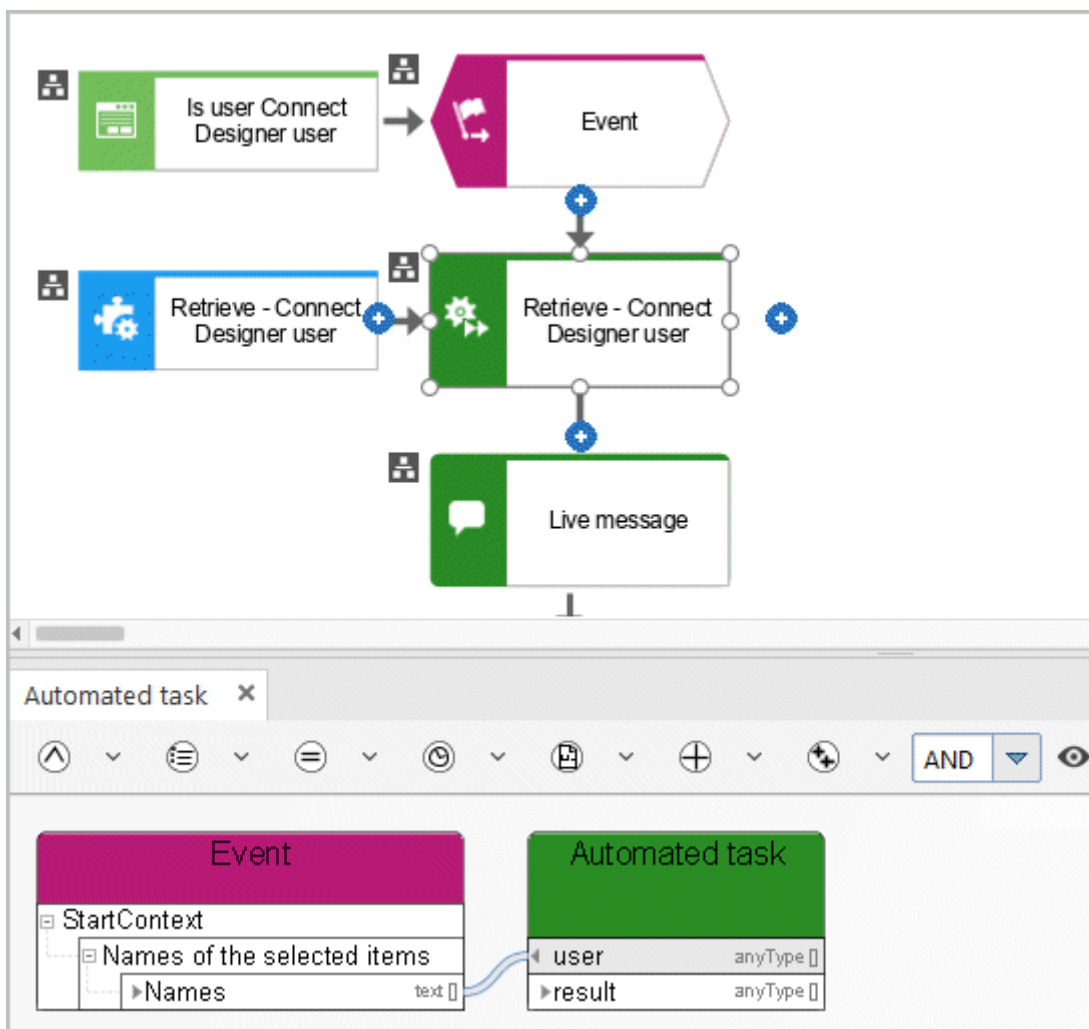 Is user Connect
Designer user
Event
Retrieve - Connect
Designer user
Retrieve - Connect
Designer user
Live message
Automated task
AND
Event
Automated task
StartContext
Names of the selected items
Names text []
user anyType []
result anyType []